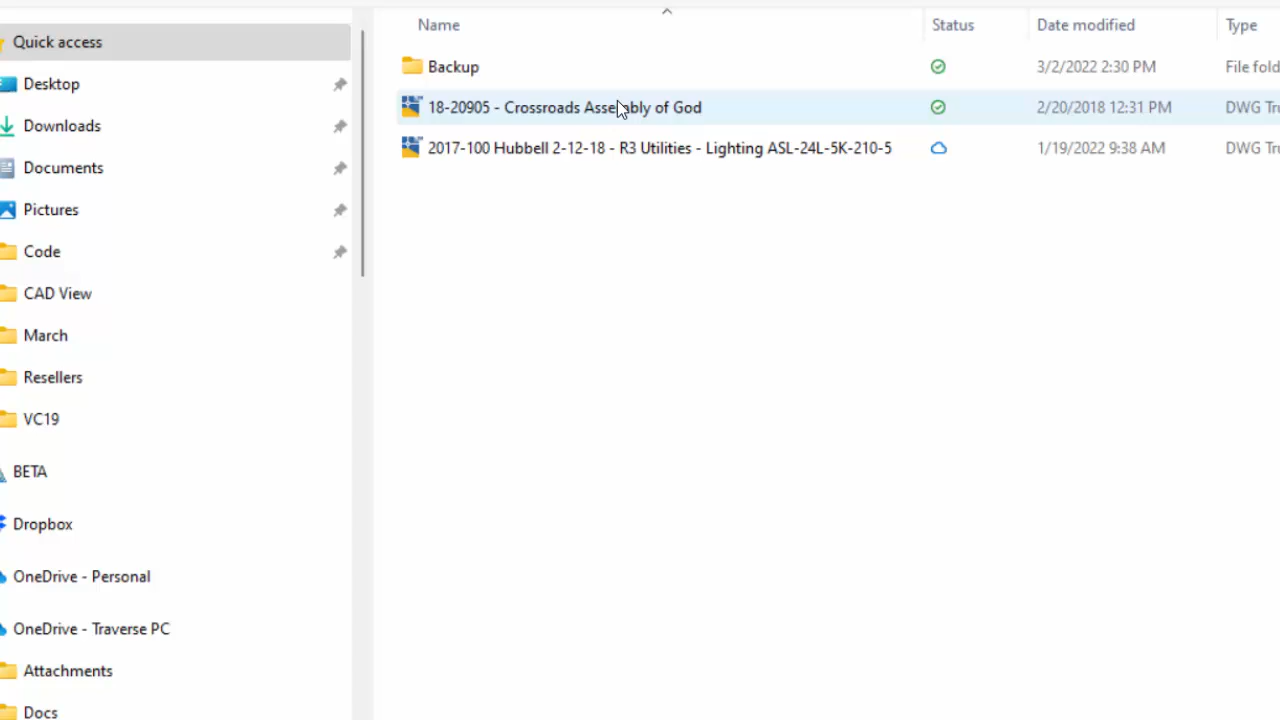 Quick access
Desktop
Downloads
Documents
Pictures
Code
CAD View
March
Resellers
VC19
BETA
Dropbox
OneDrive - Personal
OneDrive - Traverse PC
Attachments
Docs
Name Status Date modified Type
Backup 3/2/2022 2:30 PM File fold
18-20905 - Crossroads Assembly of God 2/20/2018 12:31 PM DWG Tru
2017-100 Hubbell 2-12-18 - R3 Utilities - Lighting ASL-24L-5K-210-5 1/19/2022 9:38 AM DWG Tru